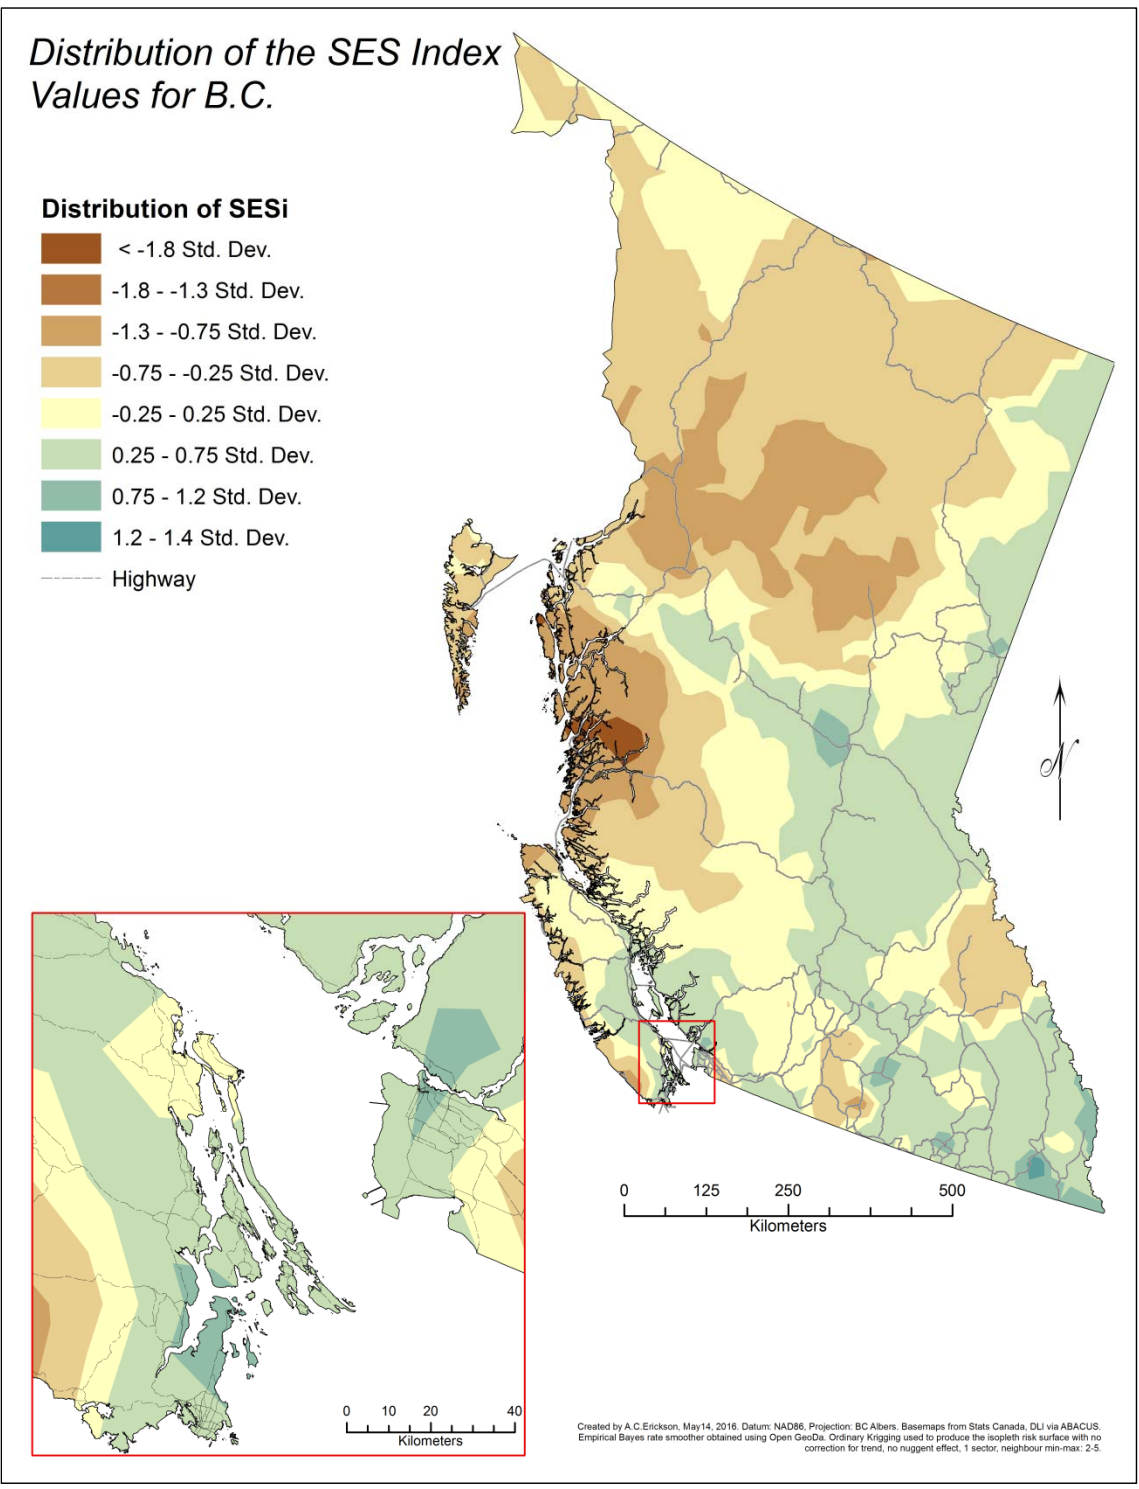 Distribution of the SES Index
Values for B.C.
Distribution of SESi
< -1.8 Std. Dev.
-1.8 - -1.3 Std. Dev.
-1.3 - -0.75 Std. Dev.
-0.75 - -0.25 Std. Dev.
-0.25 - 0.25 Std. Dev.
0.25 - 0.75 Std. Dev.
0.75 - 1.2 Std. Dev.
1.2 - 1.4 Std. Dev.
Highway
N
0 125 250 500
Kilometers
0 10 20 40
Kilometers
Created by A.C.Erickson, May14, 2016. Datum: NAD86, Projection: BC Albers. Basemaps from Stats Canada, DLI via ABACUS.
Empirical Bayes rate smoother obtained using Open GeoDa. Ordinary Krigging used to produce the isopleth risk surface with no
correction for trend, no nuggent effect, 1 sector, neighbour min-max: 2-5.